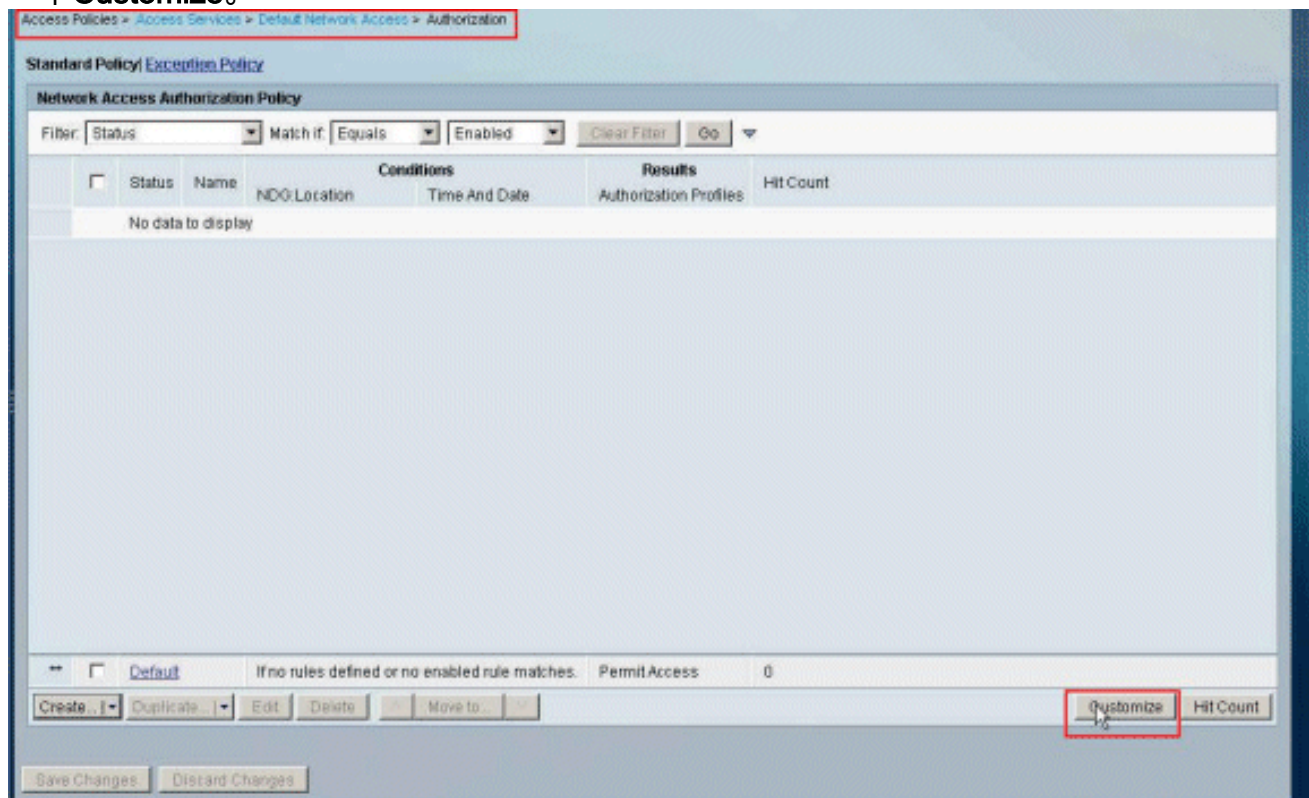 Customize。
Access Policies > Access Services > Default Network Access > Authorization
Standard Policy| Exception Policy
Network Access Authorization Policy
Filter: Status Match if: Equals Enabled Clear Filter Go
Status Name Conditions Results Hit Count
NDG:Location Time And Date Authorization Profiles
No data to display
Default If no rules defined or no enabled rule matches. Permit Access 0
Create... Duplicate... Edit Delete Move to... Customize Hit Count
Save Changes Discard Changes